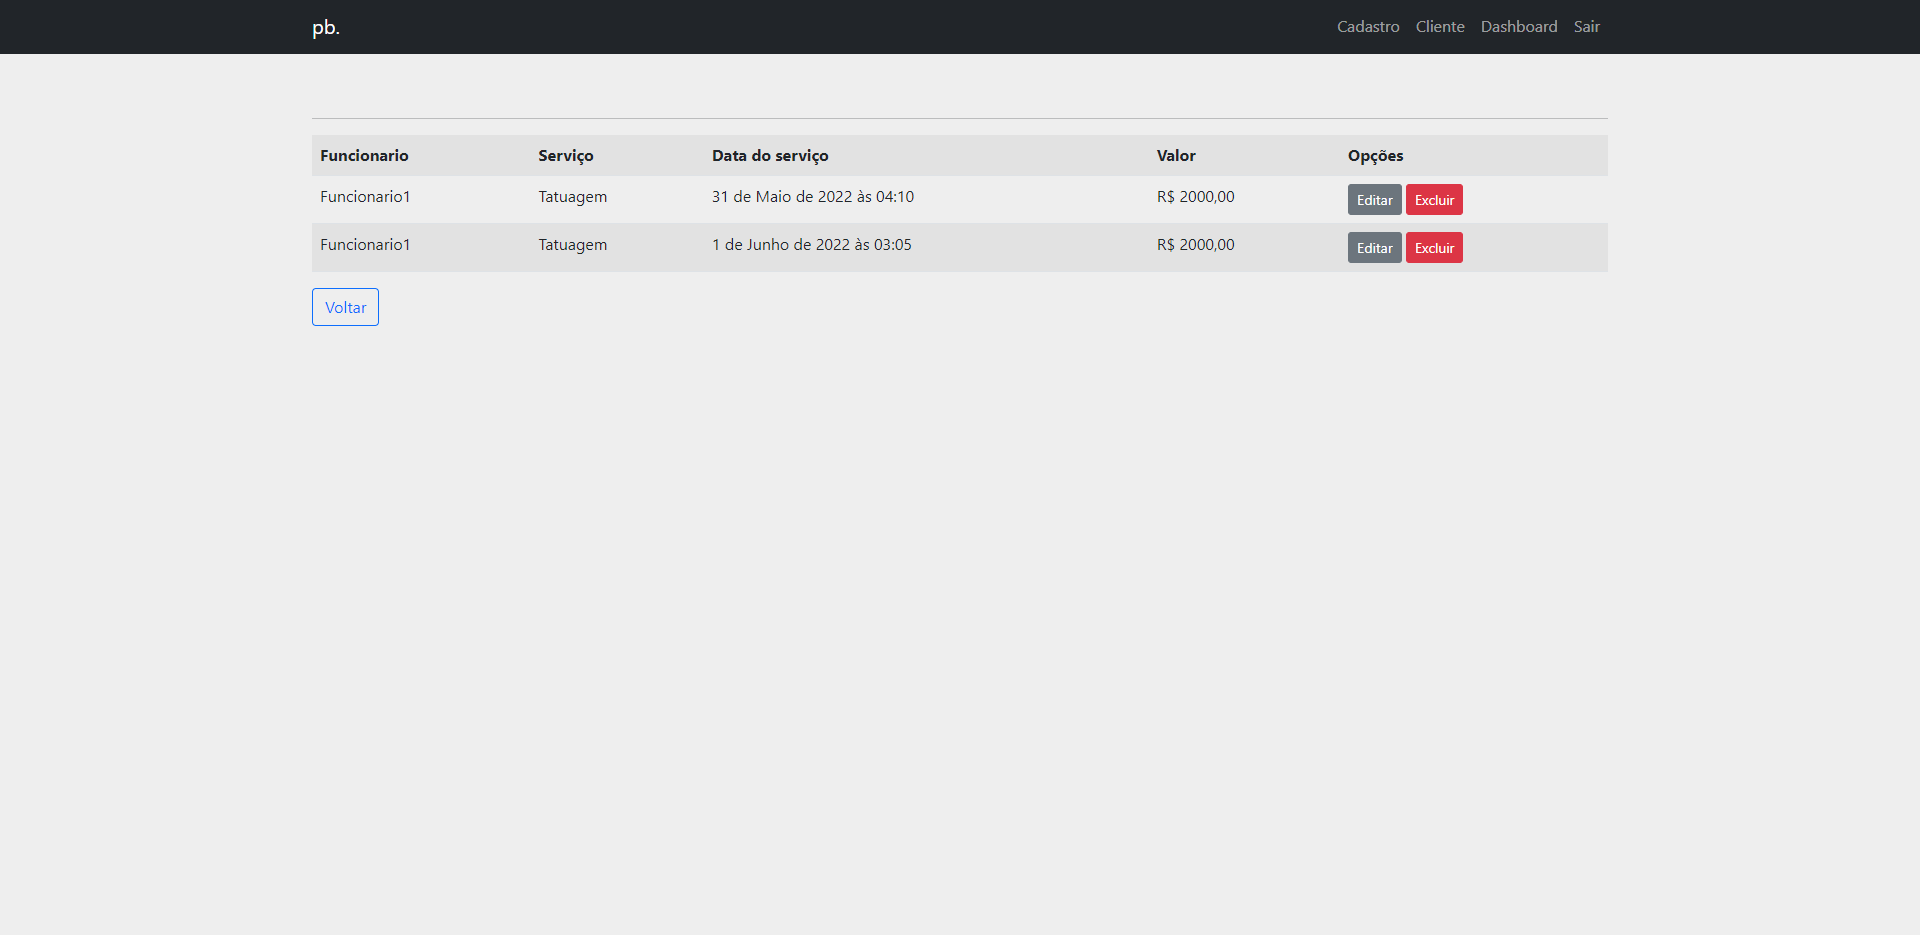 pb. Cadastro Cliente Dashboard Sair
Funcionario Serviço Data do serviço Valor Opções
Funcionario1 Tatuagem 31 de Maio de 2022 às 04:10 R$ 2000,00 Editar Excluir
Funcionario1 Tatuagem 1 de Junho de 2022 às 03:05 R$ 2000,00 Editar Excluir
Voltar